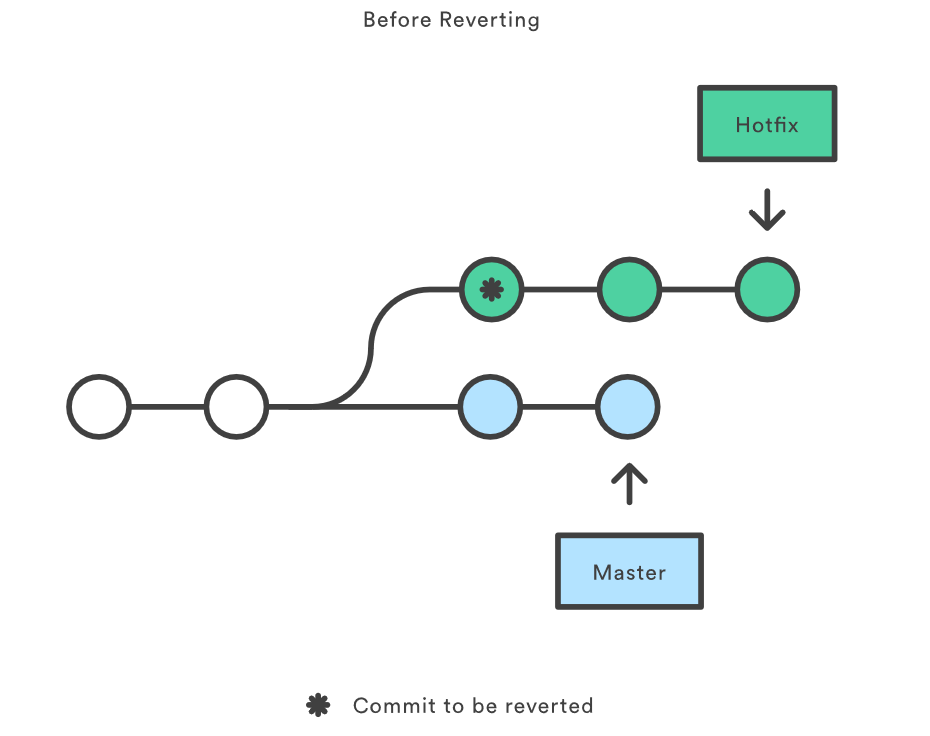 Before Reverting
Hotfix
Master
Commit to be reverted